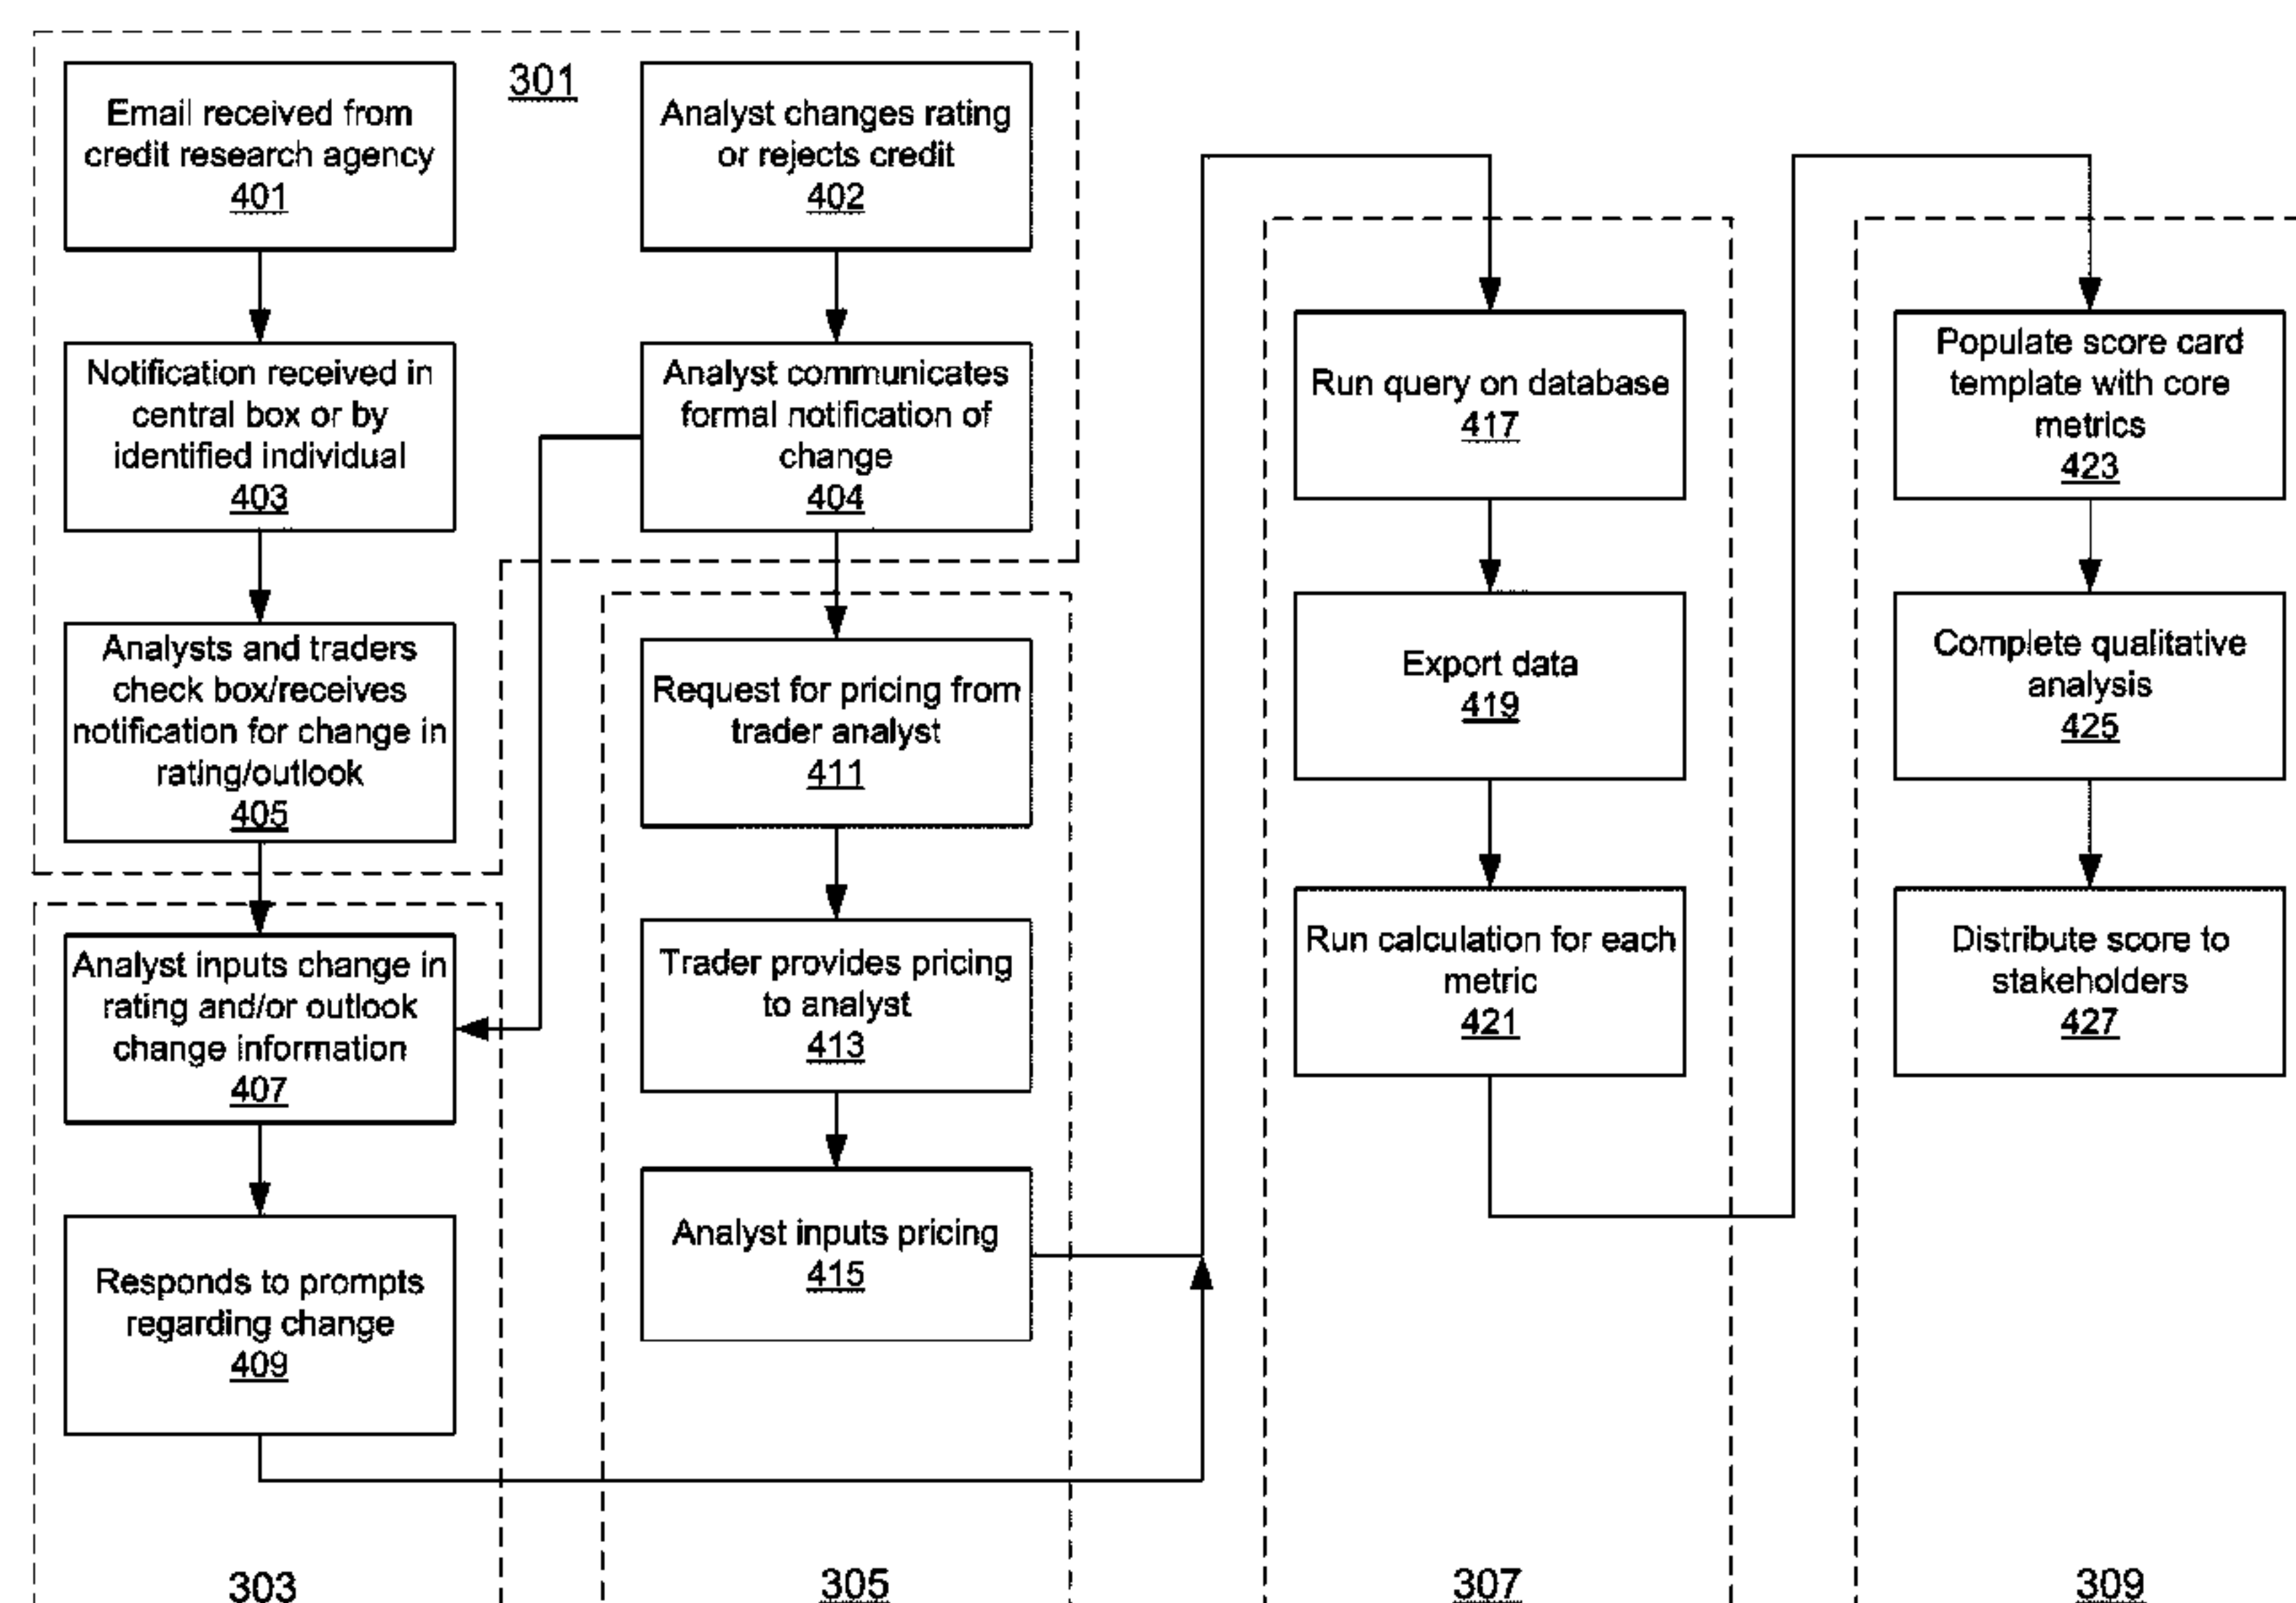 301
Email received from
credit research agency
401
Analyst changes rating
or rejects credit
402
Notification received in
central box or by
identified individual
403
Analyst communicates
formal notification of
change
404
Analysts and traders
check box/receives
notification for change in
rating/outlook
405
Analyst inputs change in
rating and/or outlook
change information
407
Responds to prompts
regarding change
409
303
Request for pricing from
trader analyst
411
Trader provides pricing
to analyst
413
Analyst inputs pricing
415
305
Run query on database
417
Export data
419
Run calculation for each
metric
421
307
Populate score card
template with core
metrics
423
Complete qualitative
analysis
425
Distribute score to
stakeholders
427
309